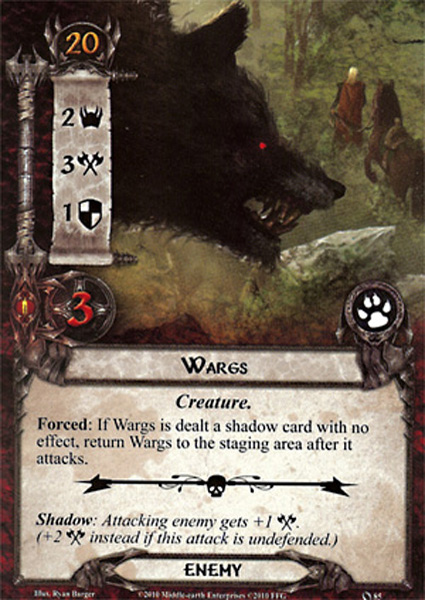 20
2
3
1
3
WARGS
Creature.
Forced: If Wargs is dealt a shadow card with no
effect, return Wargs to the staging area after it
attacks.
Shadow: Attacking enemy gets +1 .
(+2 instead if this attack is undefended.)
ENEMY
Illus. Ryan Barger
©2010 Middle-earth Enterprises ©2010 FFG
85